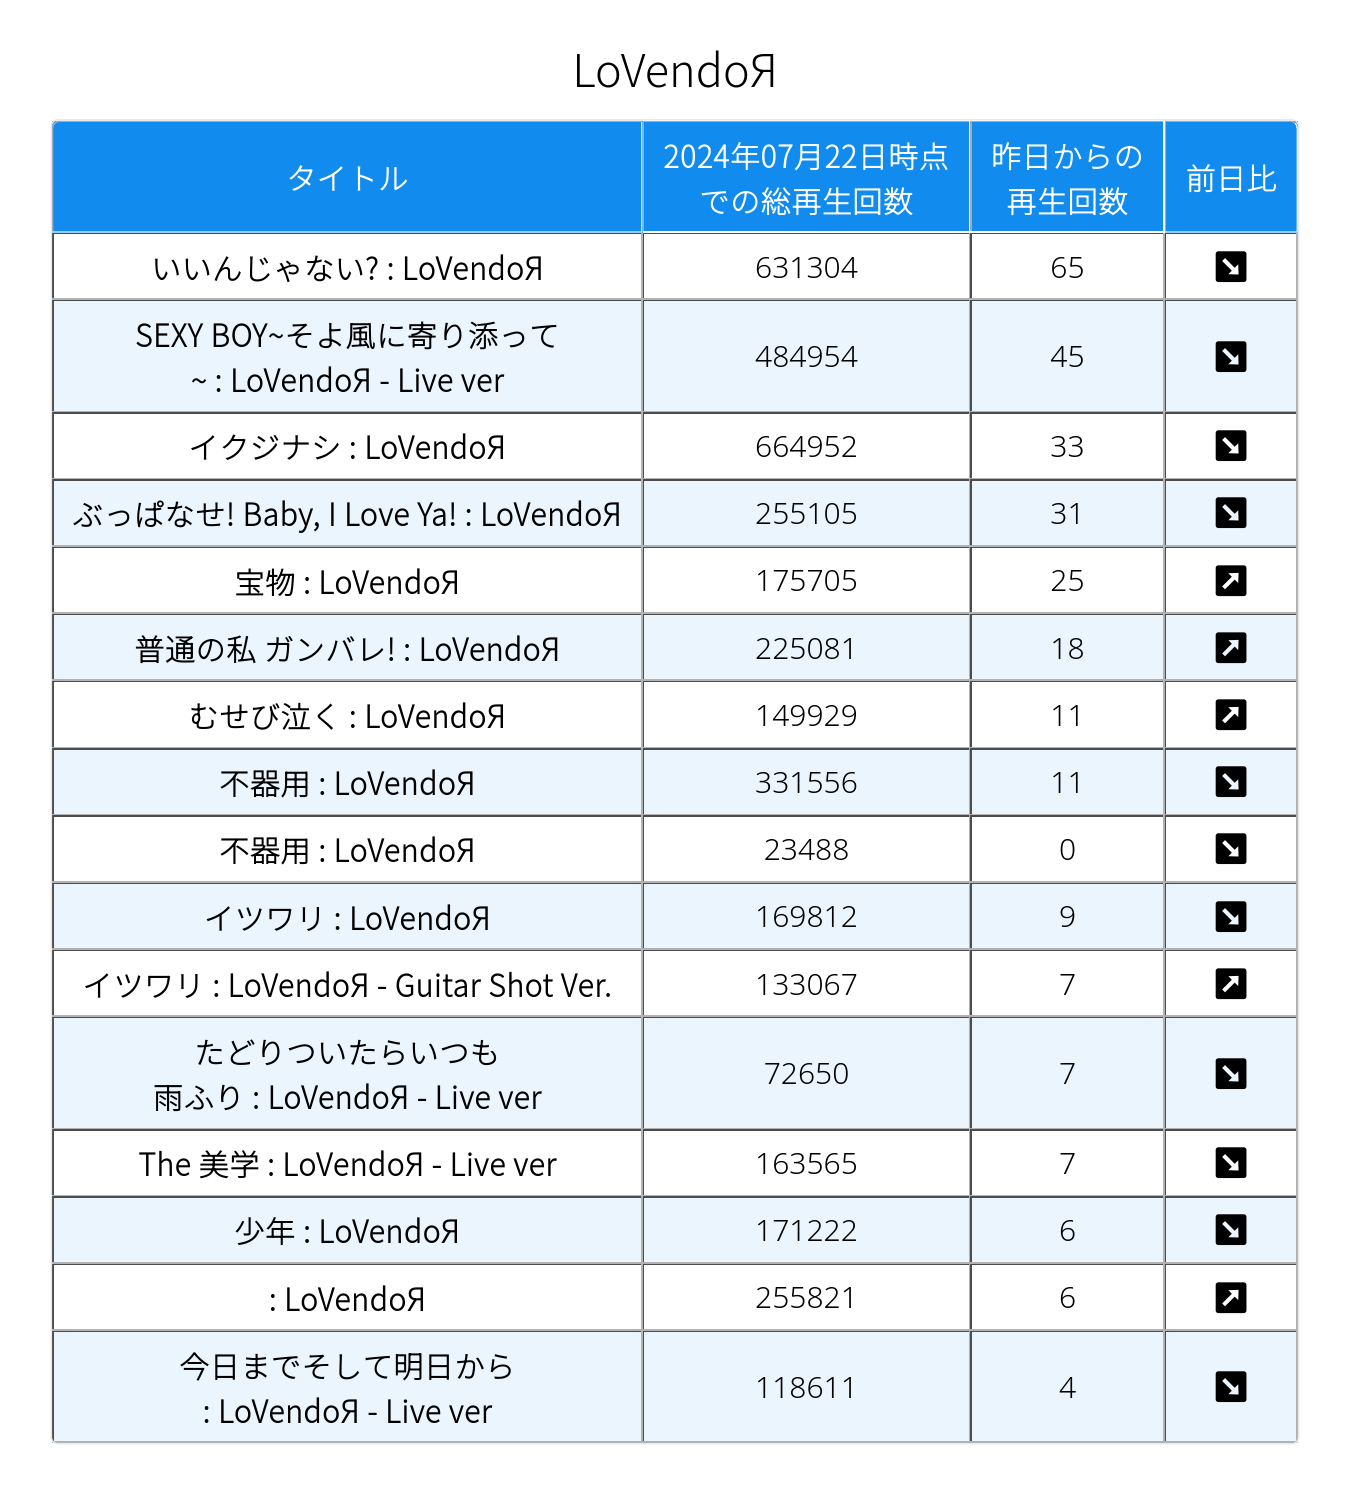 LoVendoЯ
タイトル
2024年07月22日時点
での総再生回数
昨日からの
再生回数
前日比
いいんじゃない? : LoVendoЯ
631304
65
SEXY BOY~そよ風に寄り添って
~ : LoVendoЯ - Live ver
484954
45
イクジナシ : LoVendoЯ
664952
33
ぶっぱなせ! Baby, I Love Ya! : LoVendoЯ
255105
31
宝物 : LoVendoЯ
175705
25
普通の私 ガンバレ! : LoVendoЯ
225081
18
むせび泣く : LoVendoЯ
149929
11
不器用 : LoVendoЯ
331556
11
不器用 : LoVendoЯ
23488
0
イツワリ : LoVendoЯ
169812
9
イツワリ : LoVendoЯ - Guitar Shot Ver.
133067
7
たどりついたらいつも
雨ふり : LoVendoЯ - Live ver
72650
7
The 美学 : LoVendoЯ - Live ver
163565
7
少年 : LoVendoЯ
171222
6
: LoVendoЯ
255821
6
今日までそして明日から
: LoVendoЯ - Live ver
118611
4